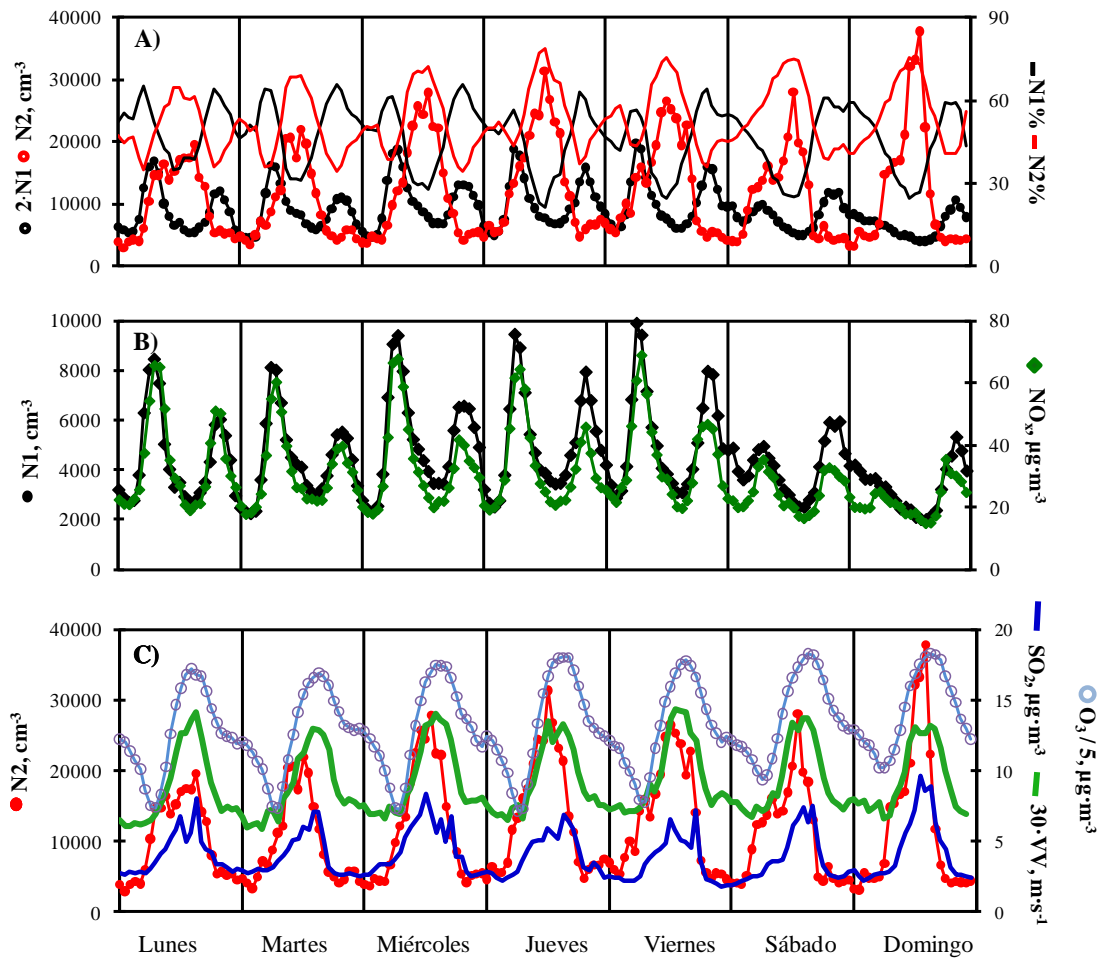 A)
40000
30000
20000
10000
0
2·N1 N2, cm-3
90
60
30
0
N1% N2%
B)
10000
8000
6000
4000
2000
0
N1, cm-3
80
60
40
20
0
NOx, µg·m-3
C)
40000
30000
20000
10000
0
N2, cm-3
20
15
10
5
0
SO2, µg·m-3 30·VV, m·s-1
O3 / 5, µg·m-3
Lunes Martes Miércoles Jueves Viernes Sábado Domingo